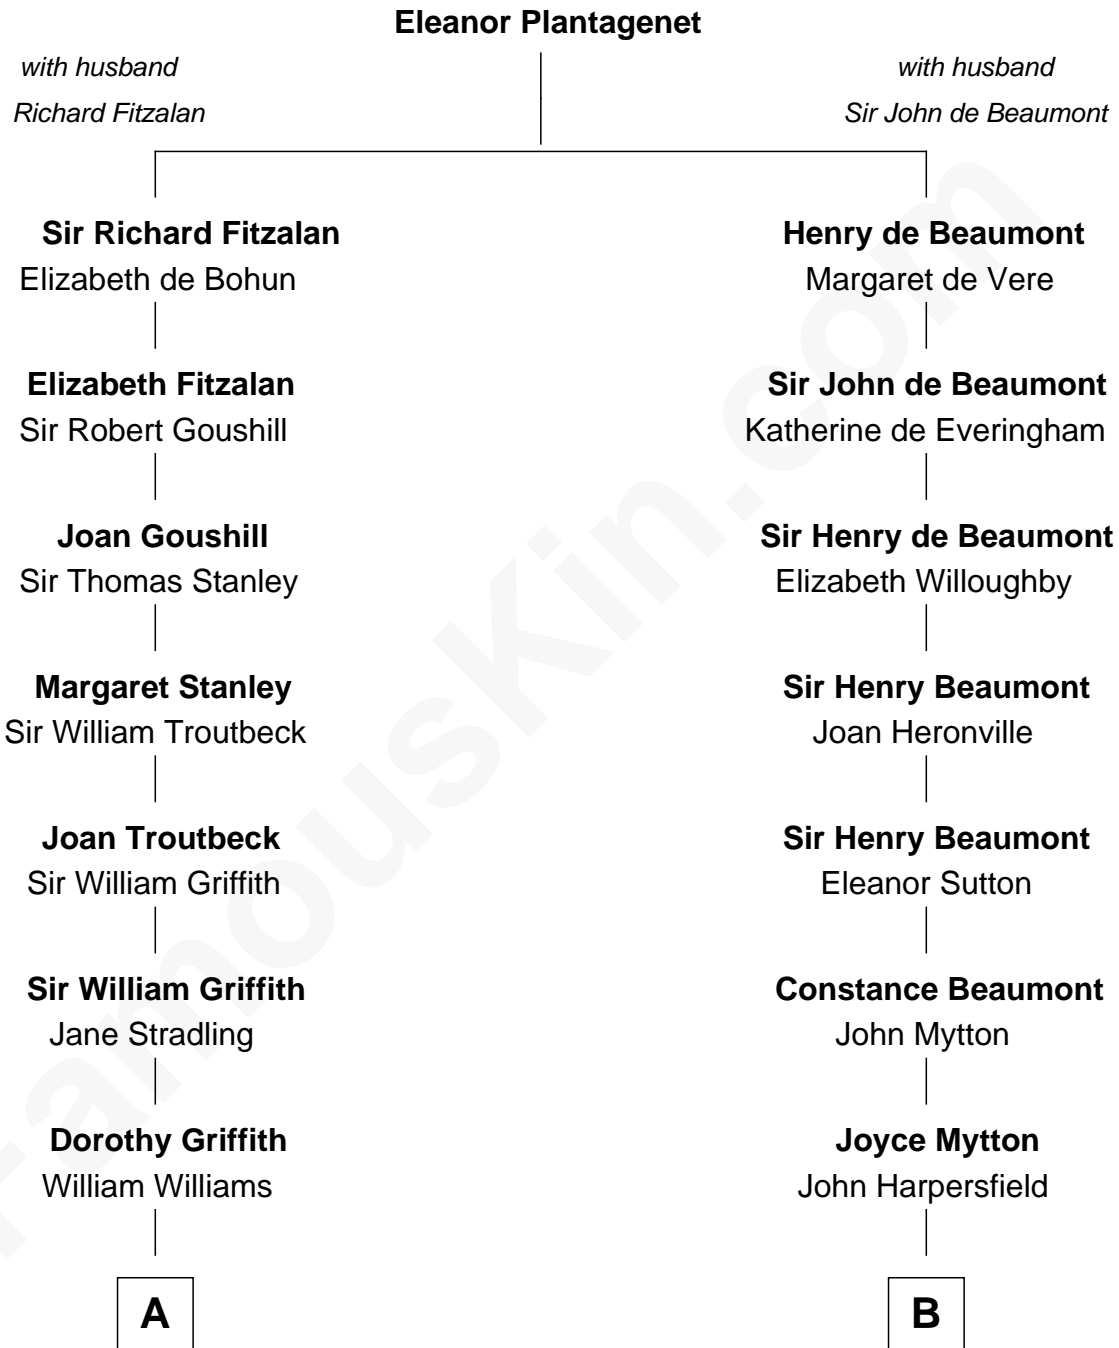 Eleanor Plantagenet
with husband
Richard Fitzalan
with husband
Sir John de Beaumont
Sir Richard Fitzalan
Elizabeth de Bohun
Henry de Beaumont
Margaret de Vere
Elizabeth Fitzalan
Sir Robert Goushill
Sir John de Beaumont
Katherine de Everingham
Joan Goushill
Sir Thomas Stanley
Sir Henry de Beaumont
Elizabeth Willoughby
Margaret Stanley
Sir William Troutbeck
Sir Henry Beaumont
Joan Heronville
Joan Troutbeck
Sir William Griffith
Sir Henry Beaumont
Eleanor Sutton
Sir William Griffith
Jane Stradling
Constance Beaumont
John Mytton
Dorothy Griffith
William Williams
Joyce Mytton
John Harpersfield
A
B
FamousKin.com